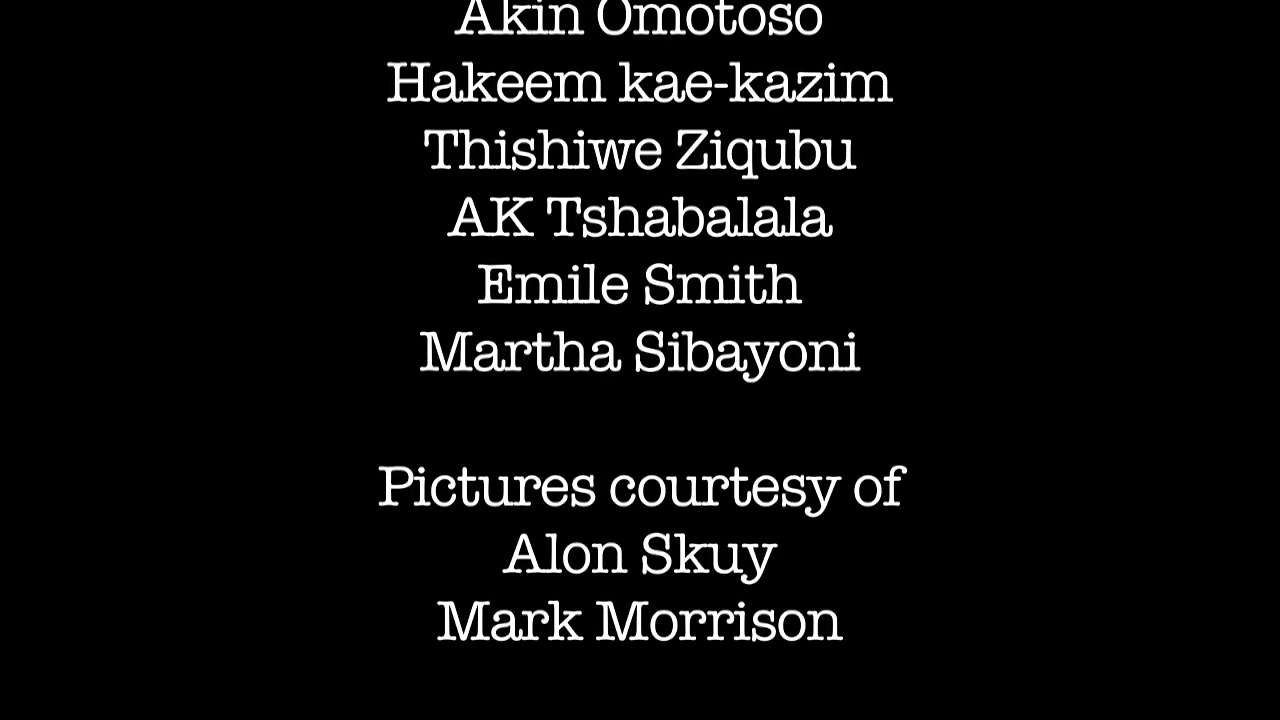 Akin Omotoso
Hakeem kae-kazim
Thishiwe Ziqubu
AK Tshabalala
Emile Smith
Martha Sibayoni
Pictures courtesy of
Alon Skuy
Mark Morrison